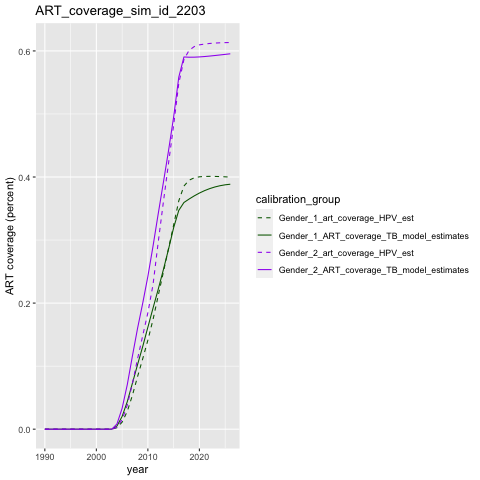 ART_coverage_sim_id_2203
ART coverage (percent)
0.6
0.4
0.2
0.0
1990
2000
2010
2020
year
calibration_group
Gender_1_art_coverage_HPV_est
Gender_1_ART_coverage_TB_model_estimates
Gender_2_art_coverage_HPV_est
Gender_2_ART_coverage_TB_model_estimates